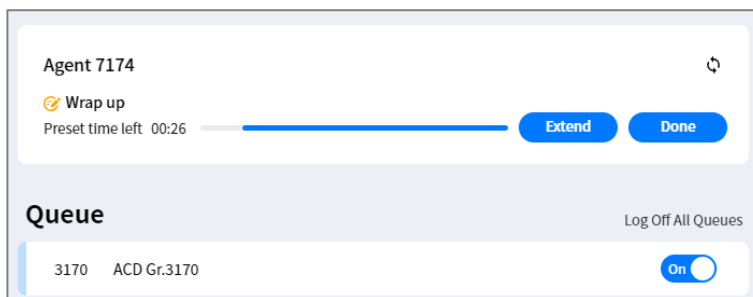 Agent 7174
Wrap up
Preset time left 00:26 Extend Done
Queue
Log Off All Queues
3170 ACD Gr.3170 On